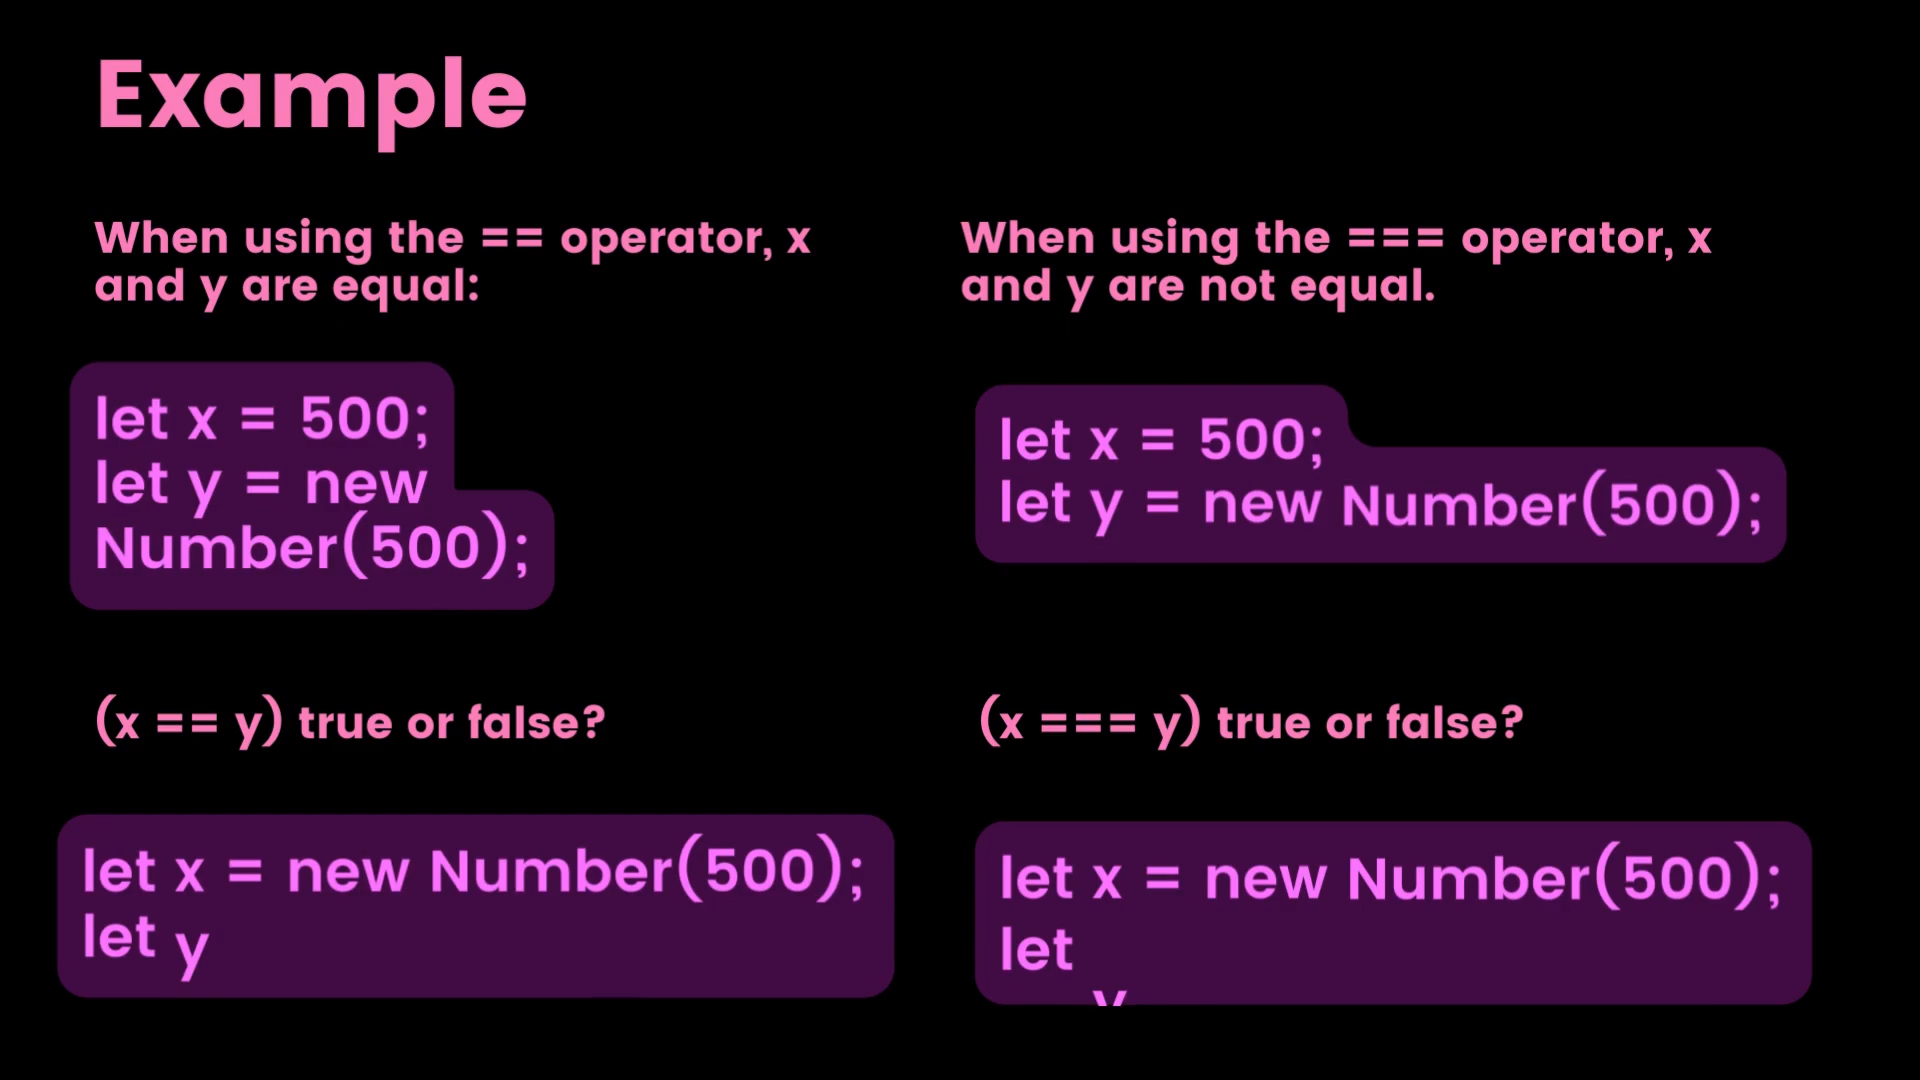 Example
When using the == operator, x
and y are equal:
let x = 500;
let y = new
Number(500);
(x == y) true or false?
let x = new Number(500);
let y
When using the === operator, x
and y are not equal.
let x = 500;
let y = new Number(500);
(x === y) true or false?
let x = new Number(500);
let
y